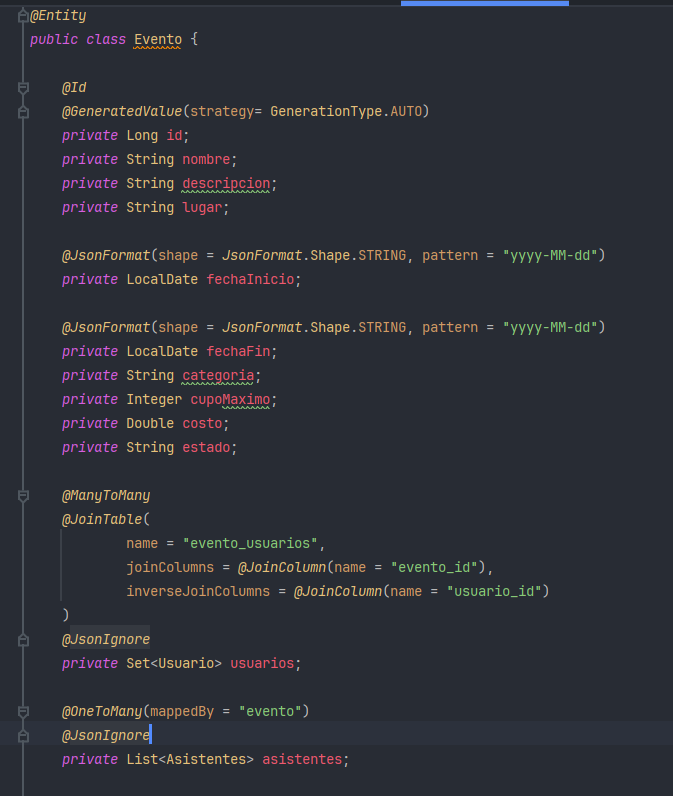 @Entity
public class Evento {
@Id
@GeneratedValue(strategy= GenerationType.AUTO)
private Long id;
private String nombre;
private String descripcion;
private String lugar;
@JsonFormat(shape = JsonFormat.Shape.STRING, pattern = "yyyy-MM-dd")
private LocalDate fechaInicio;
@JsonFormat(shape = JsonFormat.Shape.STRING, pattern = "yyyy-MM-dd")
private LocalDate fechaFin;
private String categoria;
private Integer cupoMaximo;
private Double costo;
private String estado;
@ManyToMany
@JoinTable(
name = "evento_usuarios",
joinColumns = @JoinColumn(name = "evento_id"),
inverseJoinColumns = @JoinColumn(name = "usuario_id")
)
@JsonIgnore
private Set<Usuario> usuarios;
@OneToMany(mappedBy = "evento")
@JsonIgnore
private List<Asistentes> asistentes;